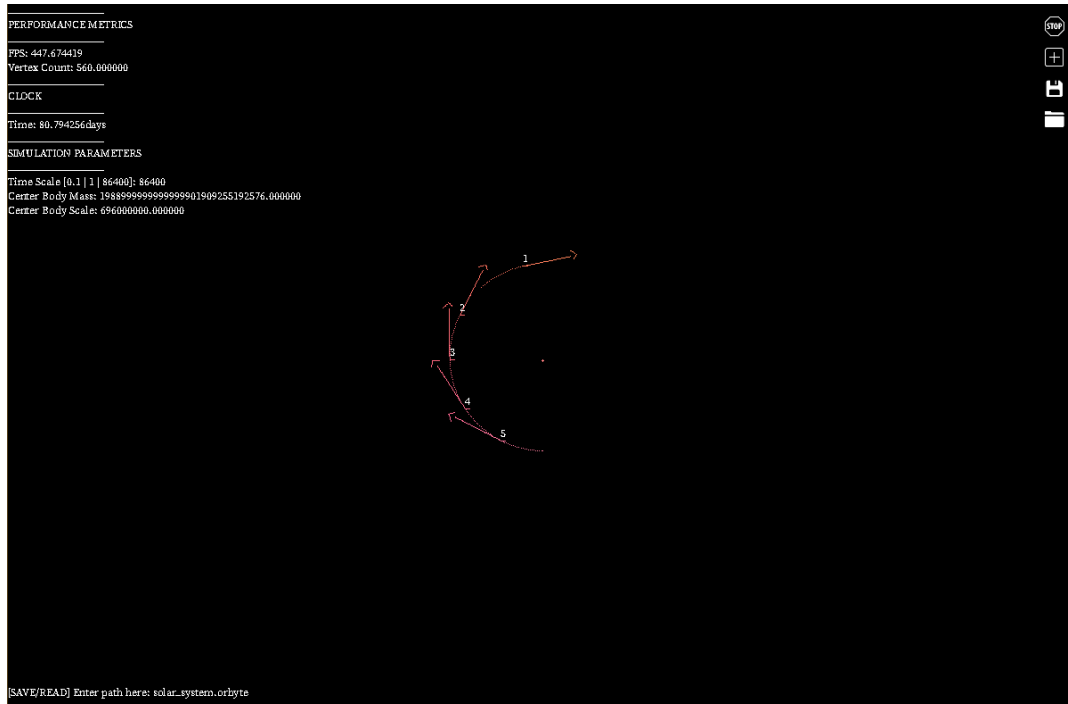 PERFORMANCE METRICS
FPS: 447.674419
Vertex Count: 560.000000
CLOCK
Time: 80.794256days
SIMULATION PARAMETERS
Time Scale [0.1 | 1 | 86400]: 86400
Center Body Mass: 1988999999999999901909255192576.000000
Center Body Scale: 696000000.000000
STOP
1
2
3
4
5
[SAVE/READ] Enter path here: solar_system.orbyte